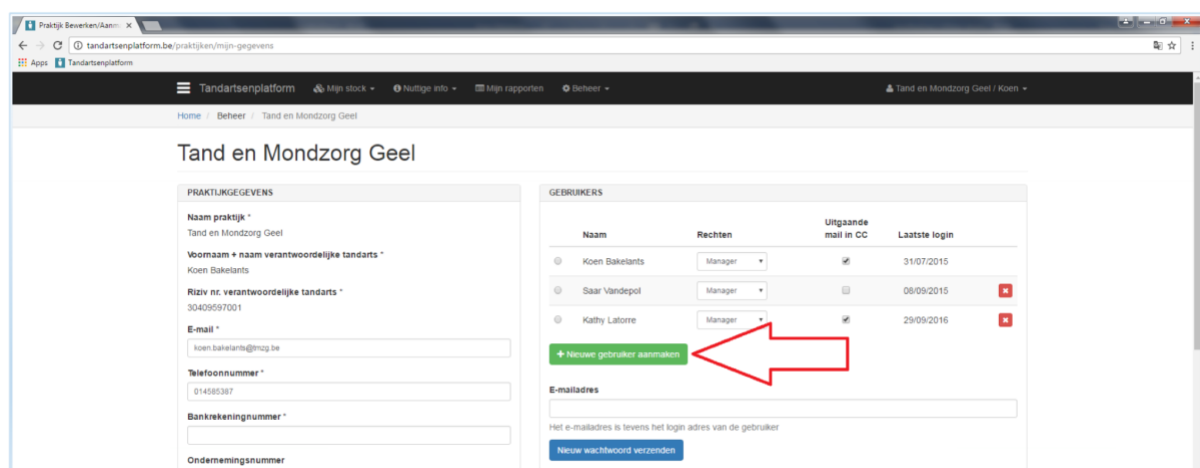 Praktijk Bewerken/Aanm
tandartsenplatform.be/praktijken/mijn-gegevens
Apps Tandartsenplatform
Tandartsenplatform Mijn stock Nuttige info Mijn rapporten Beheer Tand en Mondzorg Geel / Koen
Home / Beheer / Tand en Mondzorg Geel
Tand en Mondzorg Geel
PRAKTIJKGEGEVENS
Naam praktijk *
Tand en Mondzorg Geel
Voornaam + naam verantwoordelijke tandarts *
Koen Bakelants
Riziv nr. verantwoordelijke tandarts *
30409597001
E-mail *
koen.bakelants@tmzg.be
Telefoonnummer *
014585387
Bankrekeningnummer *
Ondernemingsnummer
GEBRUIKERS
Naam Rechten Uitgaande mail in CC Laatste login
Koen Bakelants Manager 31/07/2015
Saar Vandepol Manager 08/09/2015
Kathy Latorre Manager 29/09/2016
+ Nieuwe gebruiker aanmaken
E-mailadres
Het e-mailadres is tevens het login adres van de gebruiker
Nieuw wachtwoord verzenden